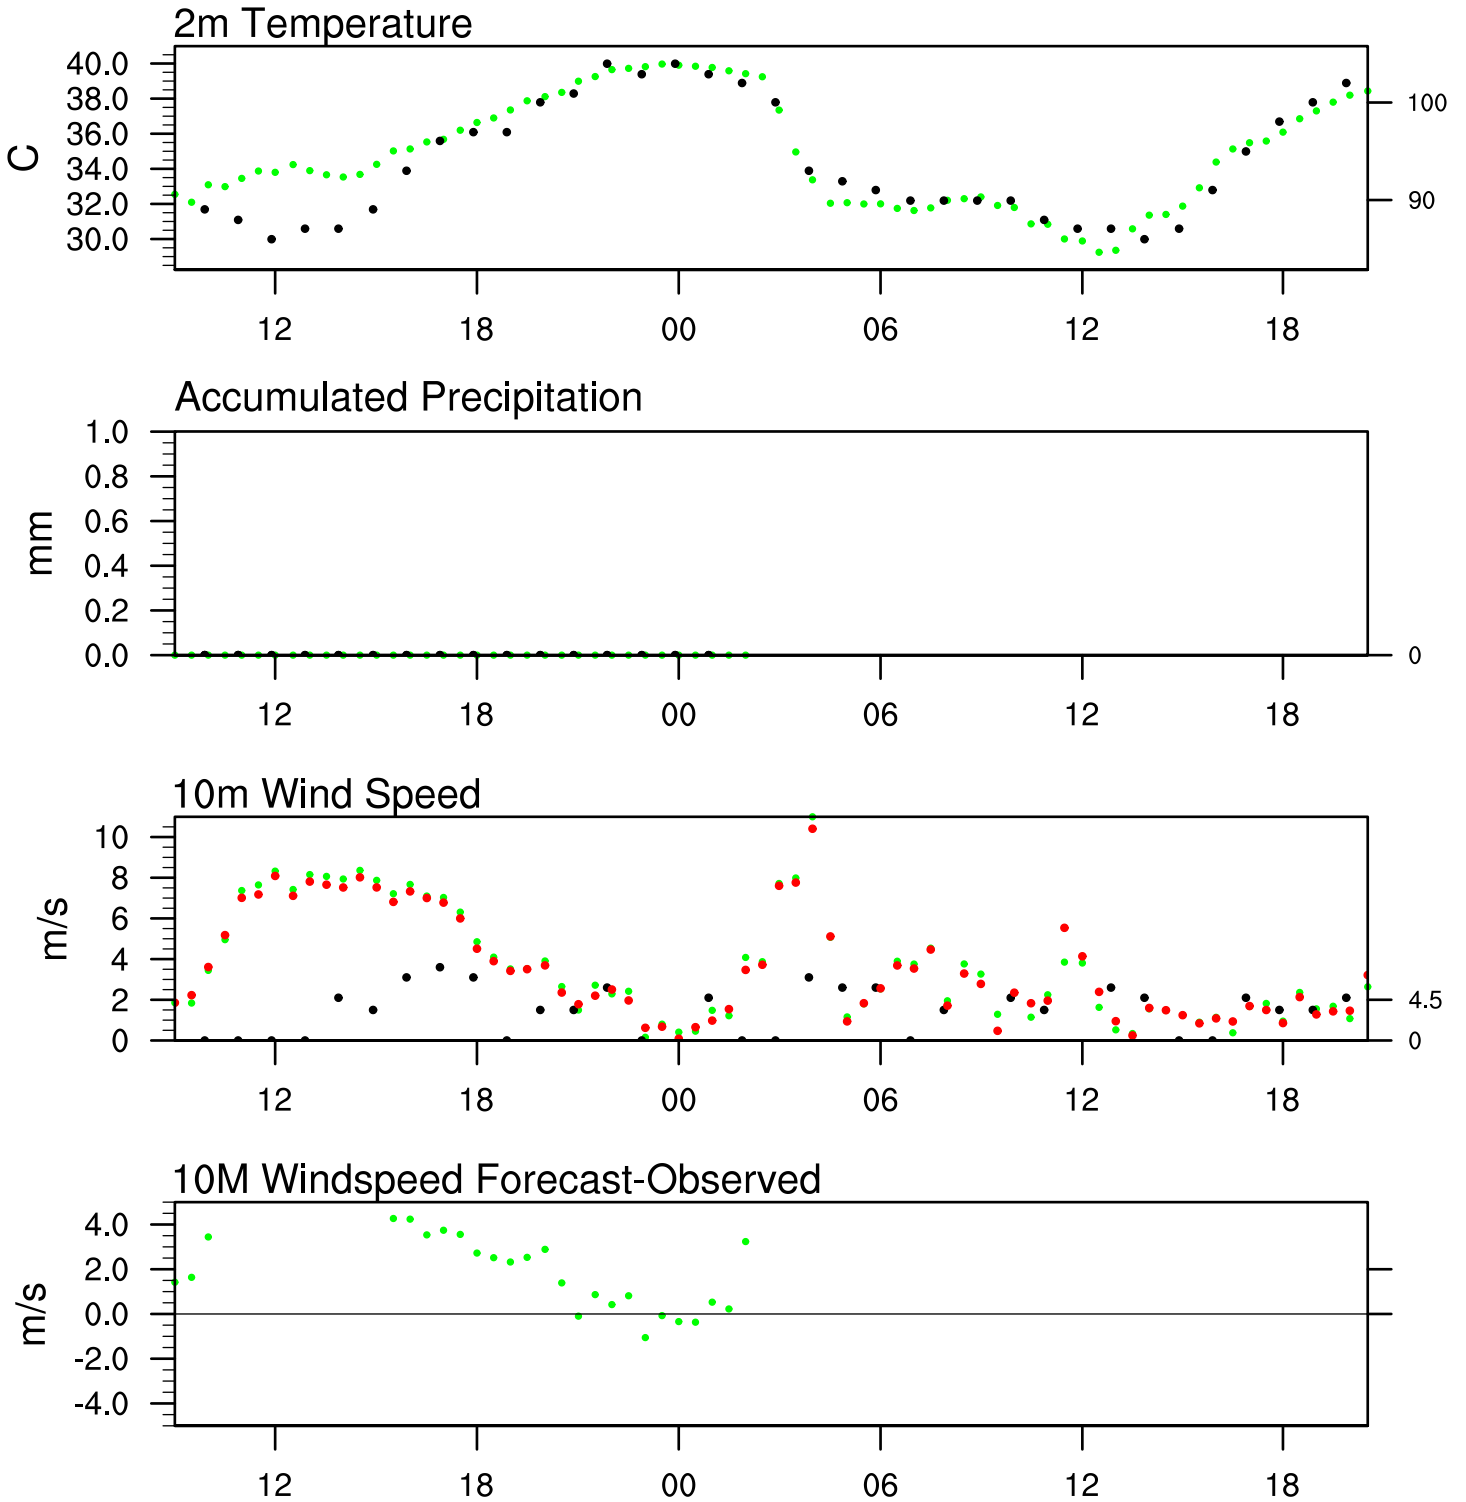 2m Temperature
40.0
38.0
36.0
34.0
32.0
30.0
C
100
90
12 18 00 06 12 18
Accumulated Precipitation
1.0
0.8
0.6
0.4
0.2
0.0
mm
0
12 18 00 06 12 18
10m Wind Speed
10
8
6
4
2
0
m/s
4.5
0
12 18 00 06 12 18
10M Windspeed Forecast-Observed
4.0
2.0
0.0
-2.0
-4.0
m/s
12 18 00 06 12 18